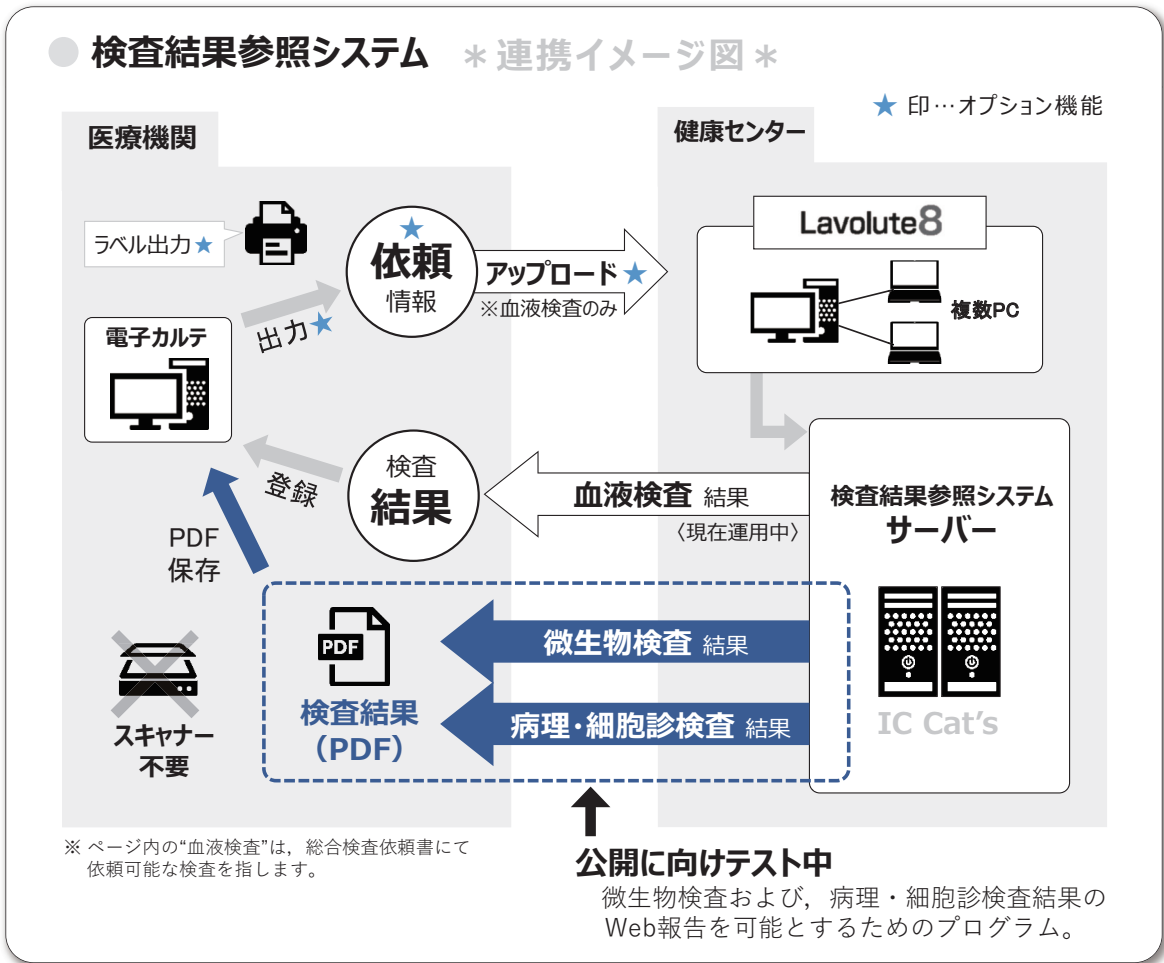 検査結果参照システム ＊連携イメージ図＊
★ 印…オプション機能
医療機関
健康センター
ラベル出力★
★
依頼
情報
アップロード★
※血液検査のみ
Lavolute8
複数PC
出力★
電子カルテ
検査
結果
登録
血液検査 結果
〈現在運用中〉
検査結果参照システム
サーバー
IC Cat's
PDF
保存
PDF
検査結果
（PDF）
微生物検査 結果
病理・細胞診検査 結果
スキャナー
不要
※ ページ内の“血液検査”は，総合検査依頼書にて
依頼可能な検査を指します。
公開に向けテスト中
微生物検査および，病理・細胞診検査結果の
Web報告を可能とするためのプログラム。